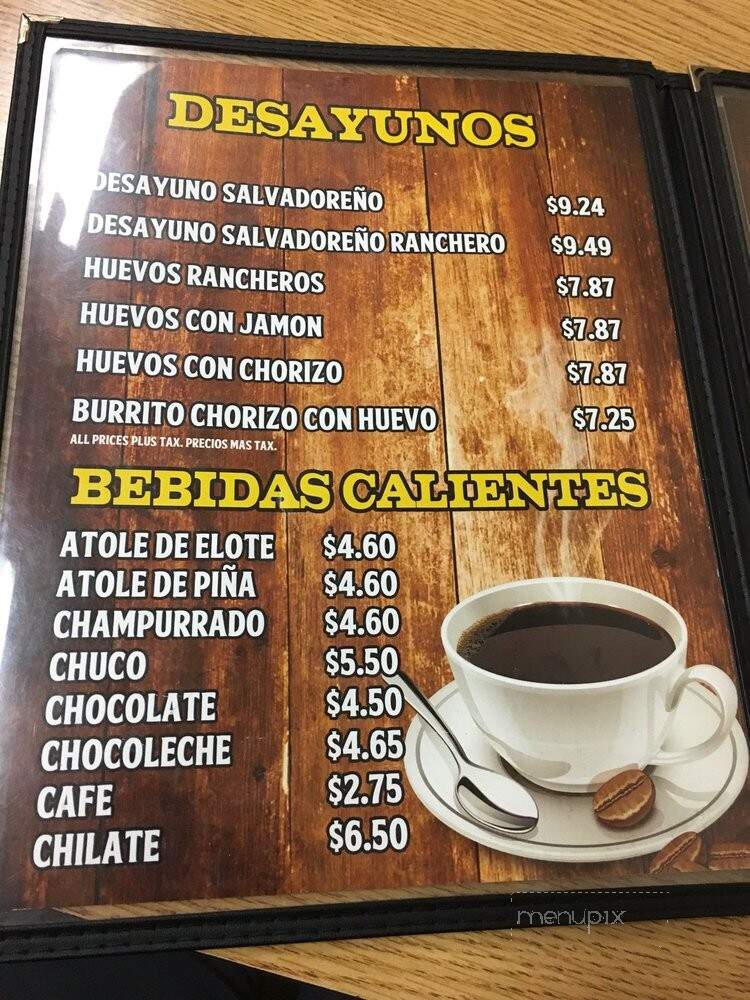 DESAYUNOS
DESAYUNO SALVADOREÑO $9.24
DESAYUNO SALVADOREÑO RANCHERO $9.49
HUEVOS RANCHEROS $7.87
HUEVOS CON JAMON $7.87
HUEVOS CON CHORIZO $7.87
BURRITO CHORIZO CON HUEVO $7.25
ALL PRICES PLUS TAX. PRECIOS MAS TAX.
BEBIDAS CALIENTES
ATOLE DE ELOTE $4.60
ATOLE DE PIÑA $4.60
CHAMPURRADO $4.60
CHUCO $5.50
CHOCOLATE $4.50
CHOCOLECHE $4.65
CAFE $2.75
CHILATE $6.50
menupix